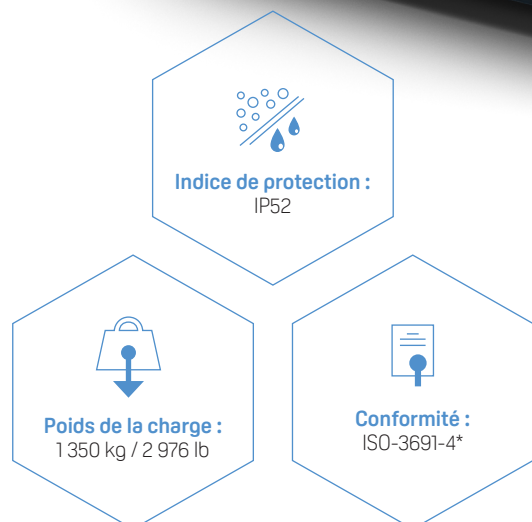 Indice de protection :
IP52
Poids de la charge :
1 350 kg / 2 976 lb
Conformité :
ISO-3691-4*